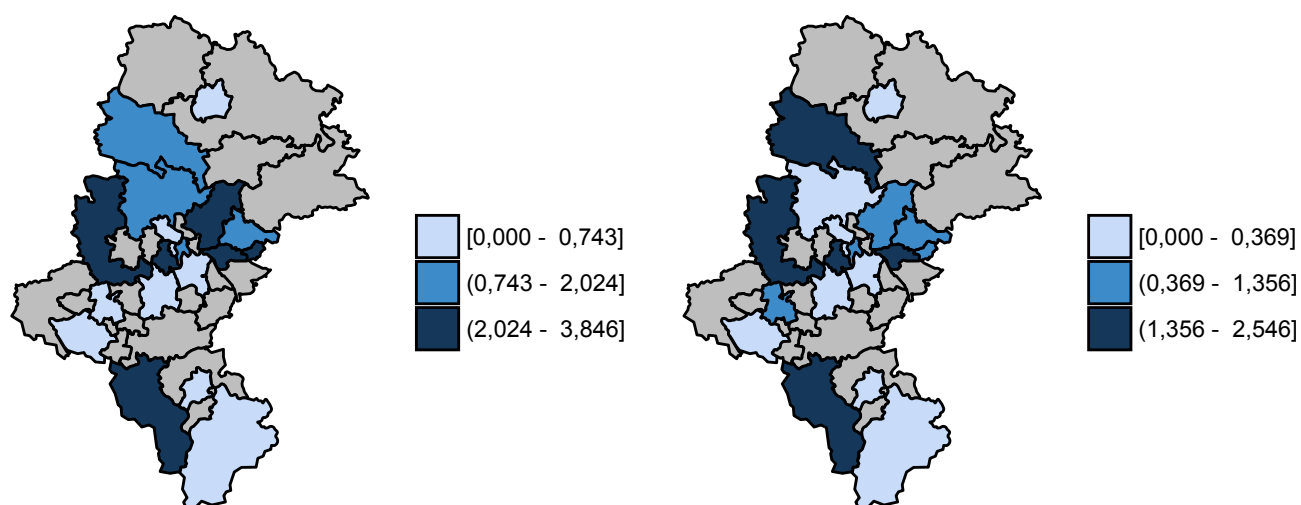 [0,000 - 0,743]
(0,743 - 2,024]
(2,024 - 3,846]
[0,000 - 0,369]
(0,369 - 1,356]
(1,356 - 2,546]